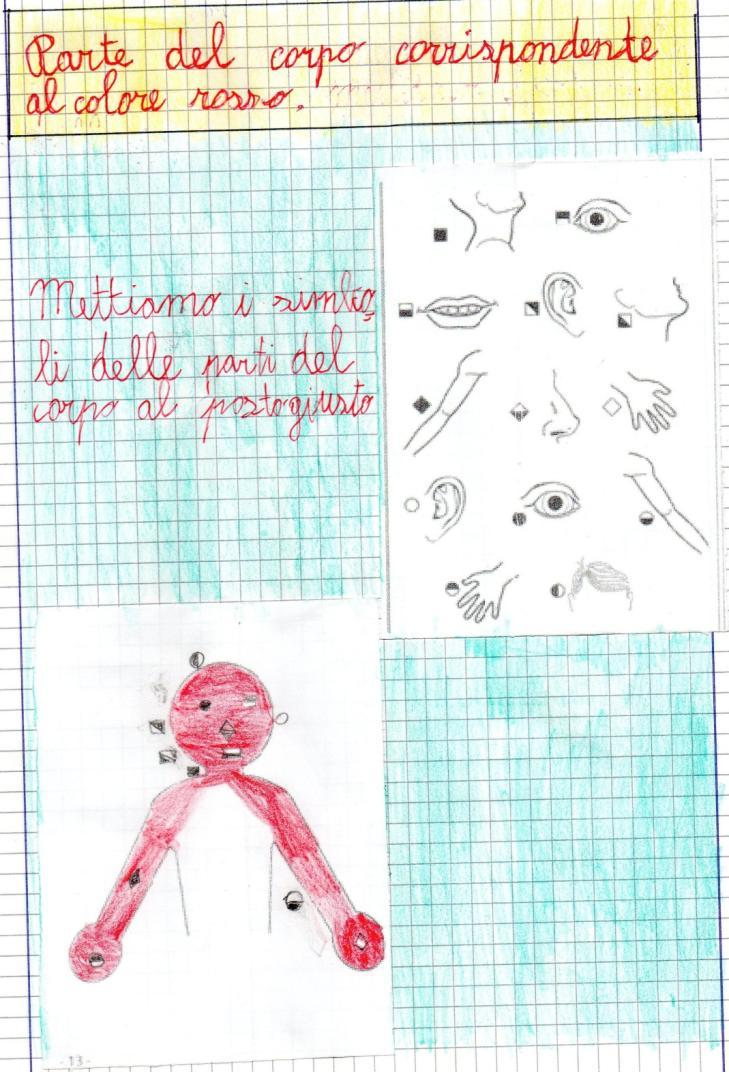 Parte del corpo corrispondente
al colore rosso.
Mettiamo i simbo
li delle parti del
corpo al posto giusto
- 13 -